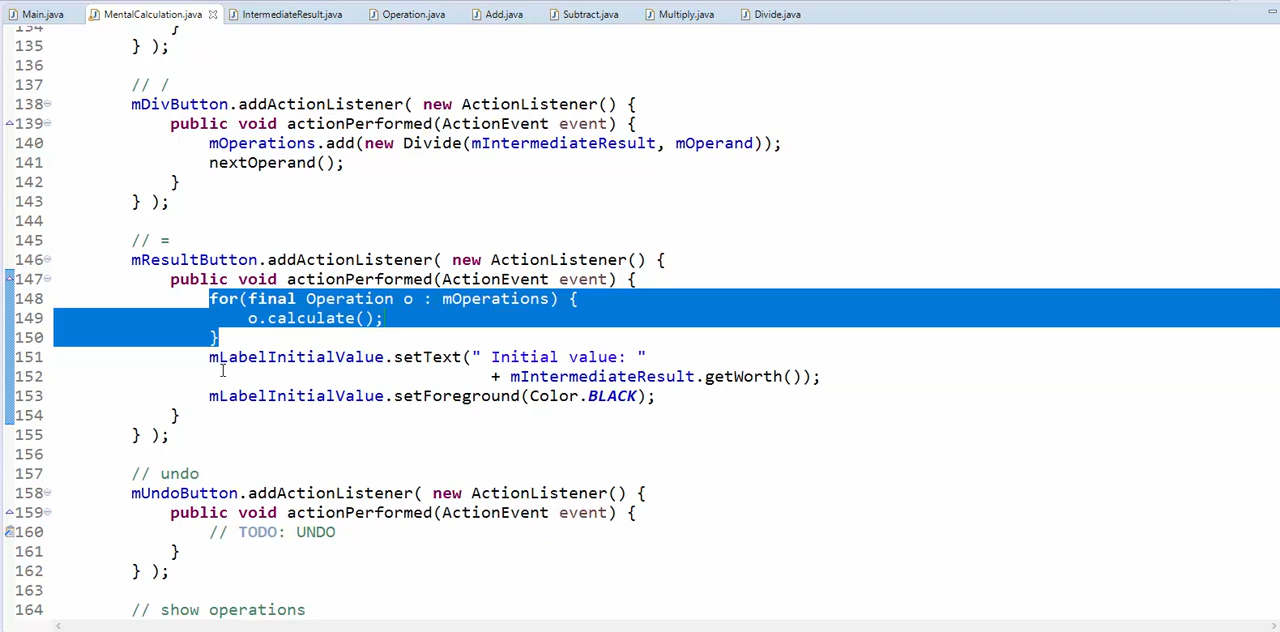 Main.java MentalCalculation.java IntermediateResult.java Operation.java Add.java Subtract.java Multiply.java Divide.java
134 }
135 } );
136
137 // /
138 mDivButton.addActionListener( new ActionListener() {
139 public void actionPerformed(ActionEvent event) {
140 mOperations.add(new Divide(mIntermediateResult, mOperand));
141 nextOperand();
142 }
143 } );
144
145 // =
146 mResultButton.addActionListener( new ActionListener() {
147 public void actionPerformed(ActionEvent event) {
148 for(final Operation o : mOperations) {
149 o.calculate();
150 }
151 mLabelInitialValue.setText(" Initial value: "
152 + mIntermediateResult.getWorth());
153 mLabelInitialValue.setForeground(Color.BLACK);
154 }
155 } );
156
157 // undo
158 mUndoButton.addActionListener( new ActionListener() {
159 public void actionPerformed(ActionEvent event) {
160 // TODO: UNDO
161 }
162 } );
163
164 // show operations